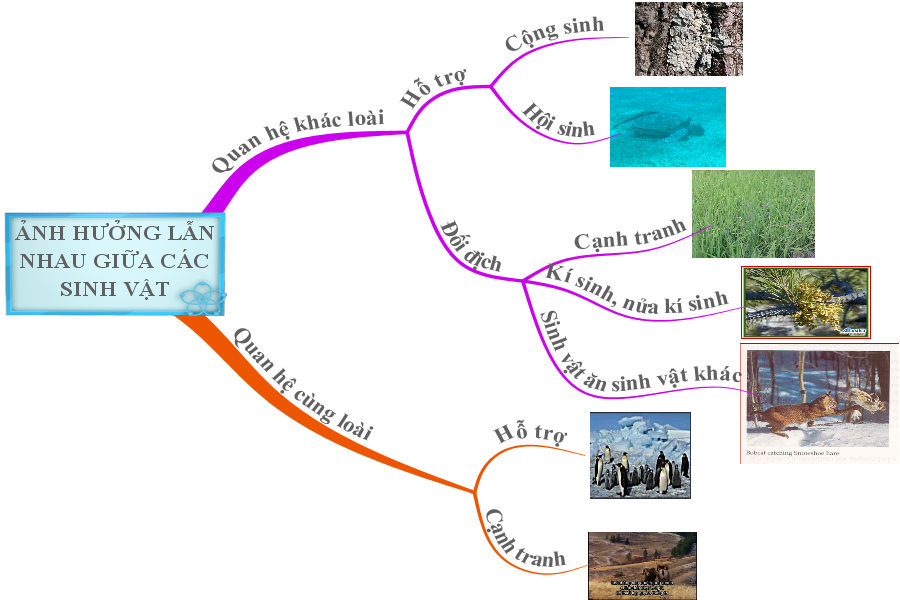 ẢNH HƯỞNG LẪN
NHAU GIỮA CÁC
SINH VẬT
Quan hệ khác loài
Hỗ trợ
Cộng sinh
Hội sinh
Đối địch
Cạnh tranh
Kí sinh, nửa kí sinh
Sinh vật ăn sinh vật khác
Bobcat catching Snowshoe hare
Quan hệ cùng loài
Hỗ trợ
Cạnh tranh